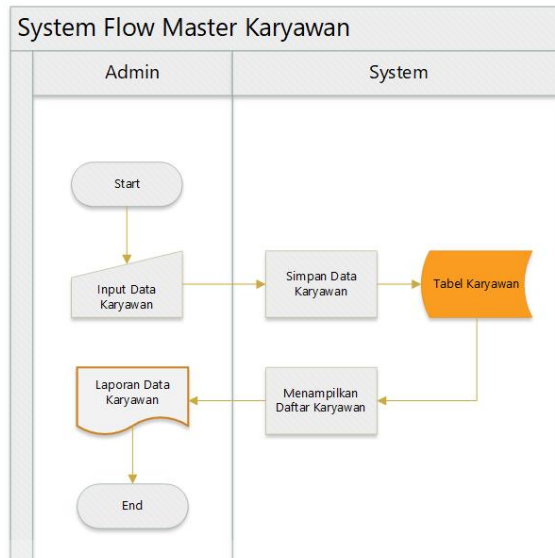 System Flow Master Karyawan
Admin
System
Start
Input Data
Karyawan
Simpan Data
Karyawan
Tabel Karyawan
Laporan Data
Karyawan
Menampilkan
Daftar Karyawan
End